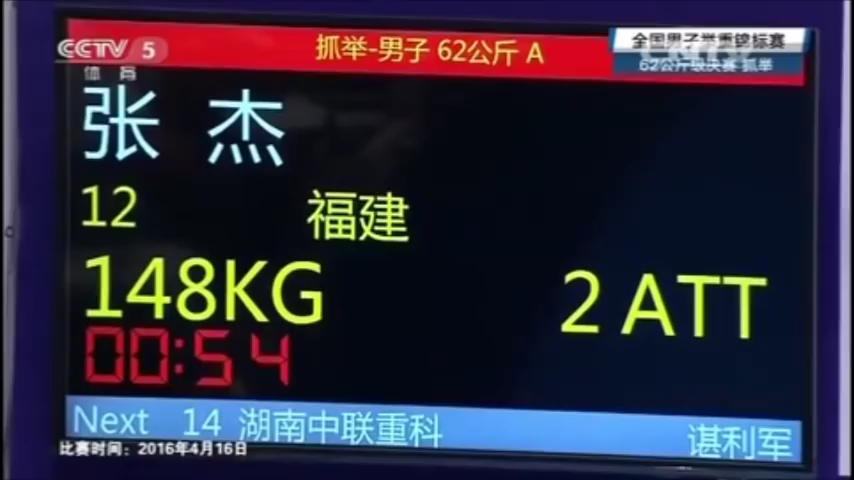 CCTV 5
体育
抓举-男子 62公斤 A
全国男子举重锦标赛
62公斤级决赛 抓举
张 杰
12 福建
148KG 2 ATT
00:54
Next 14 湖南中联重科 谌利军
比赛时间：2016年4月16日